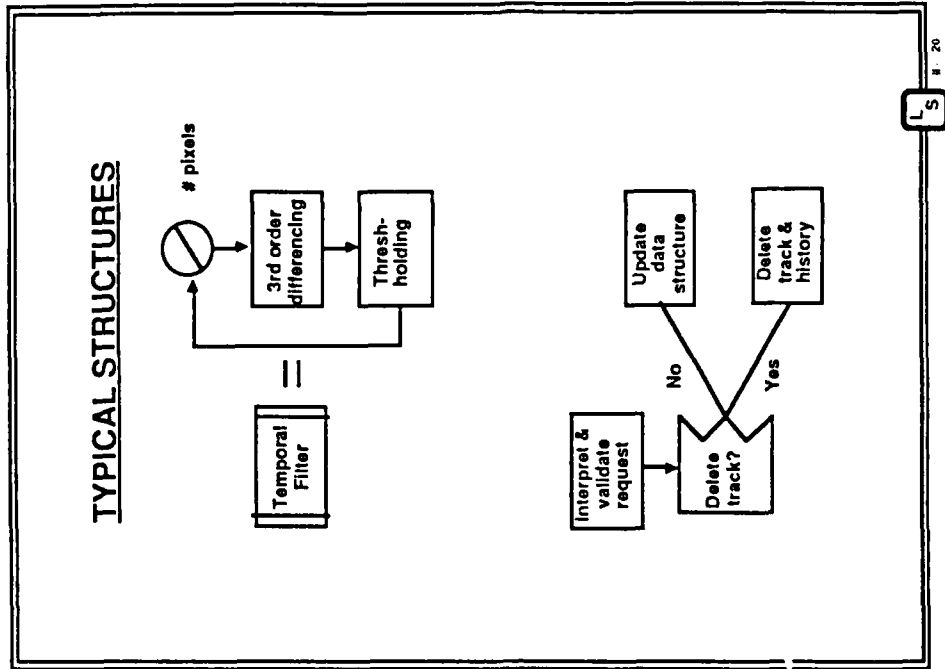 TYPICAL STRUCTURES
# pixels
Temporal
Filter
=
3rd order
differencing
Thresh-
holding
Interpret &
validate
request
Delete
track?
No
Yes
Update
data
structure
Delete
track &
history
L
S
#- 20